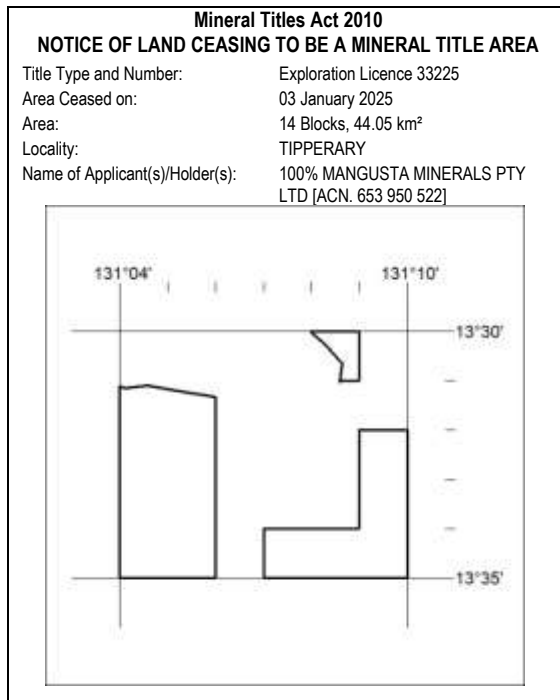 Mineral Titles Act 2010
NOTICE OF LAND CEASING TO BE A MINERAL TITLE AREA
Title Type and Number: Exploration Licence 33225
Area Ceased on: 03 January 2025
Area: 14 Blocks, 44.05 km²
Locality: TIPPERARY
Name of Applicant(s)/Holder(s): 100% MANGUSTA MINERALS PTY
LTD [ACN. 653 950 522]
131°04' 131°10'
13°30'
13°35'